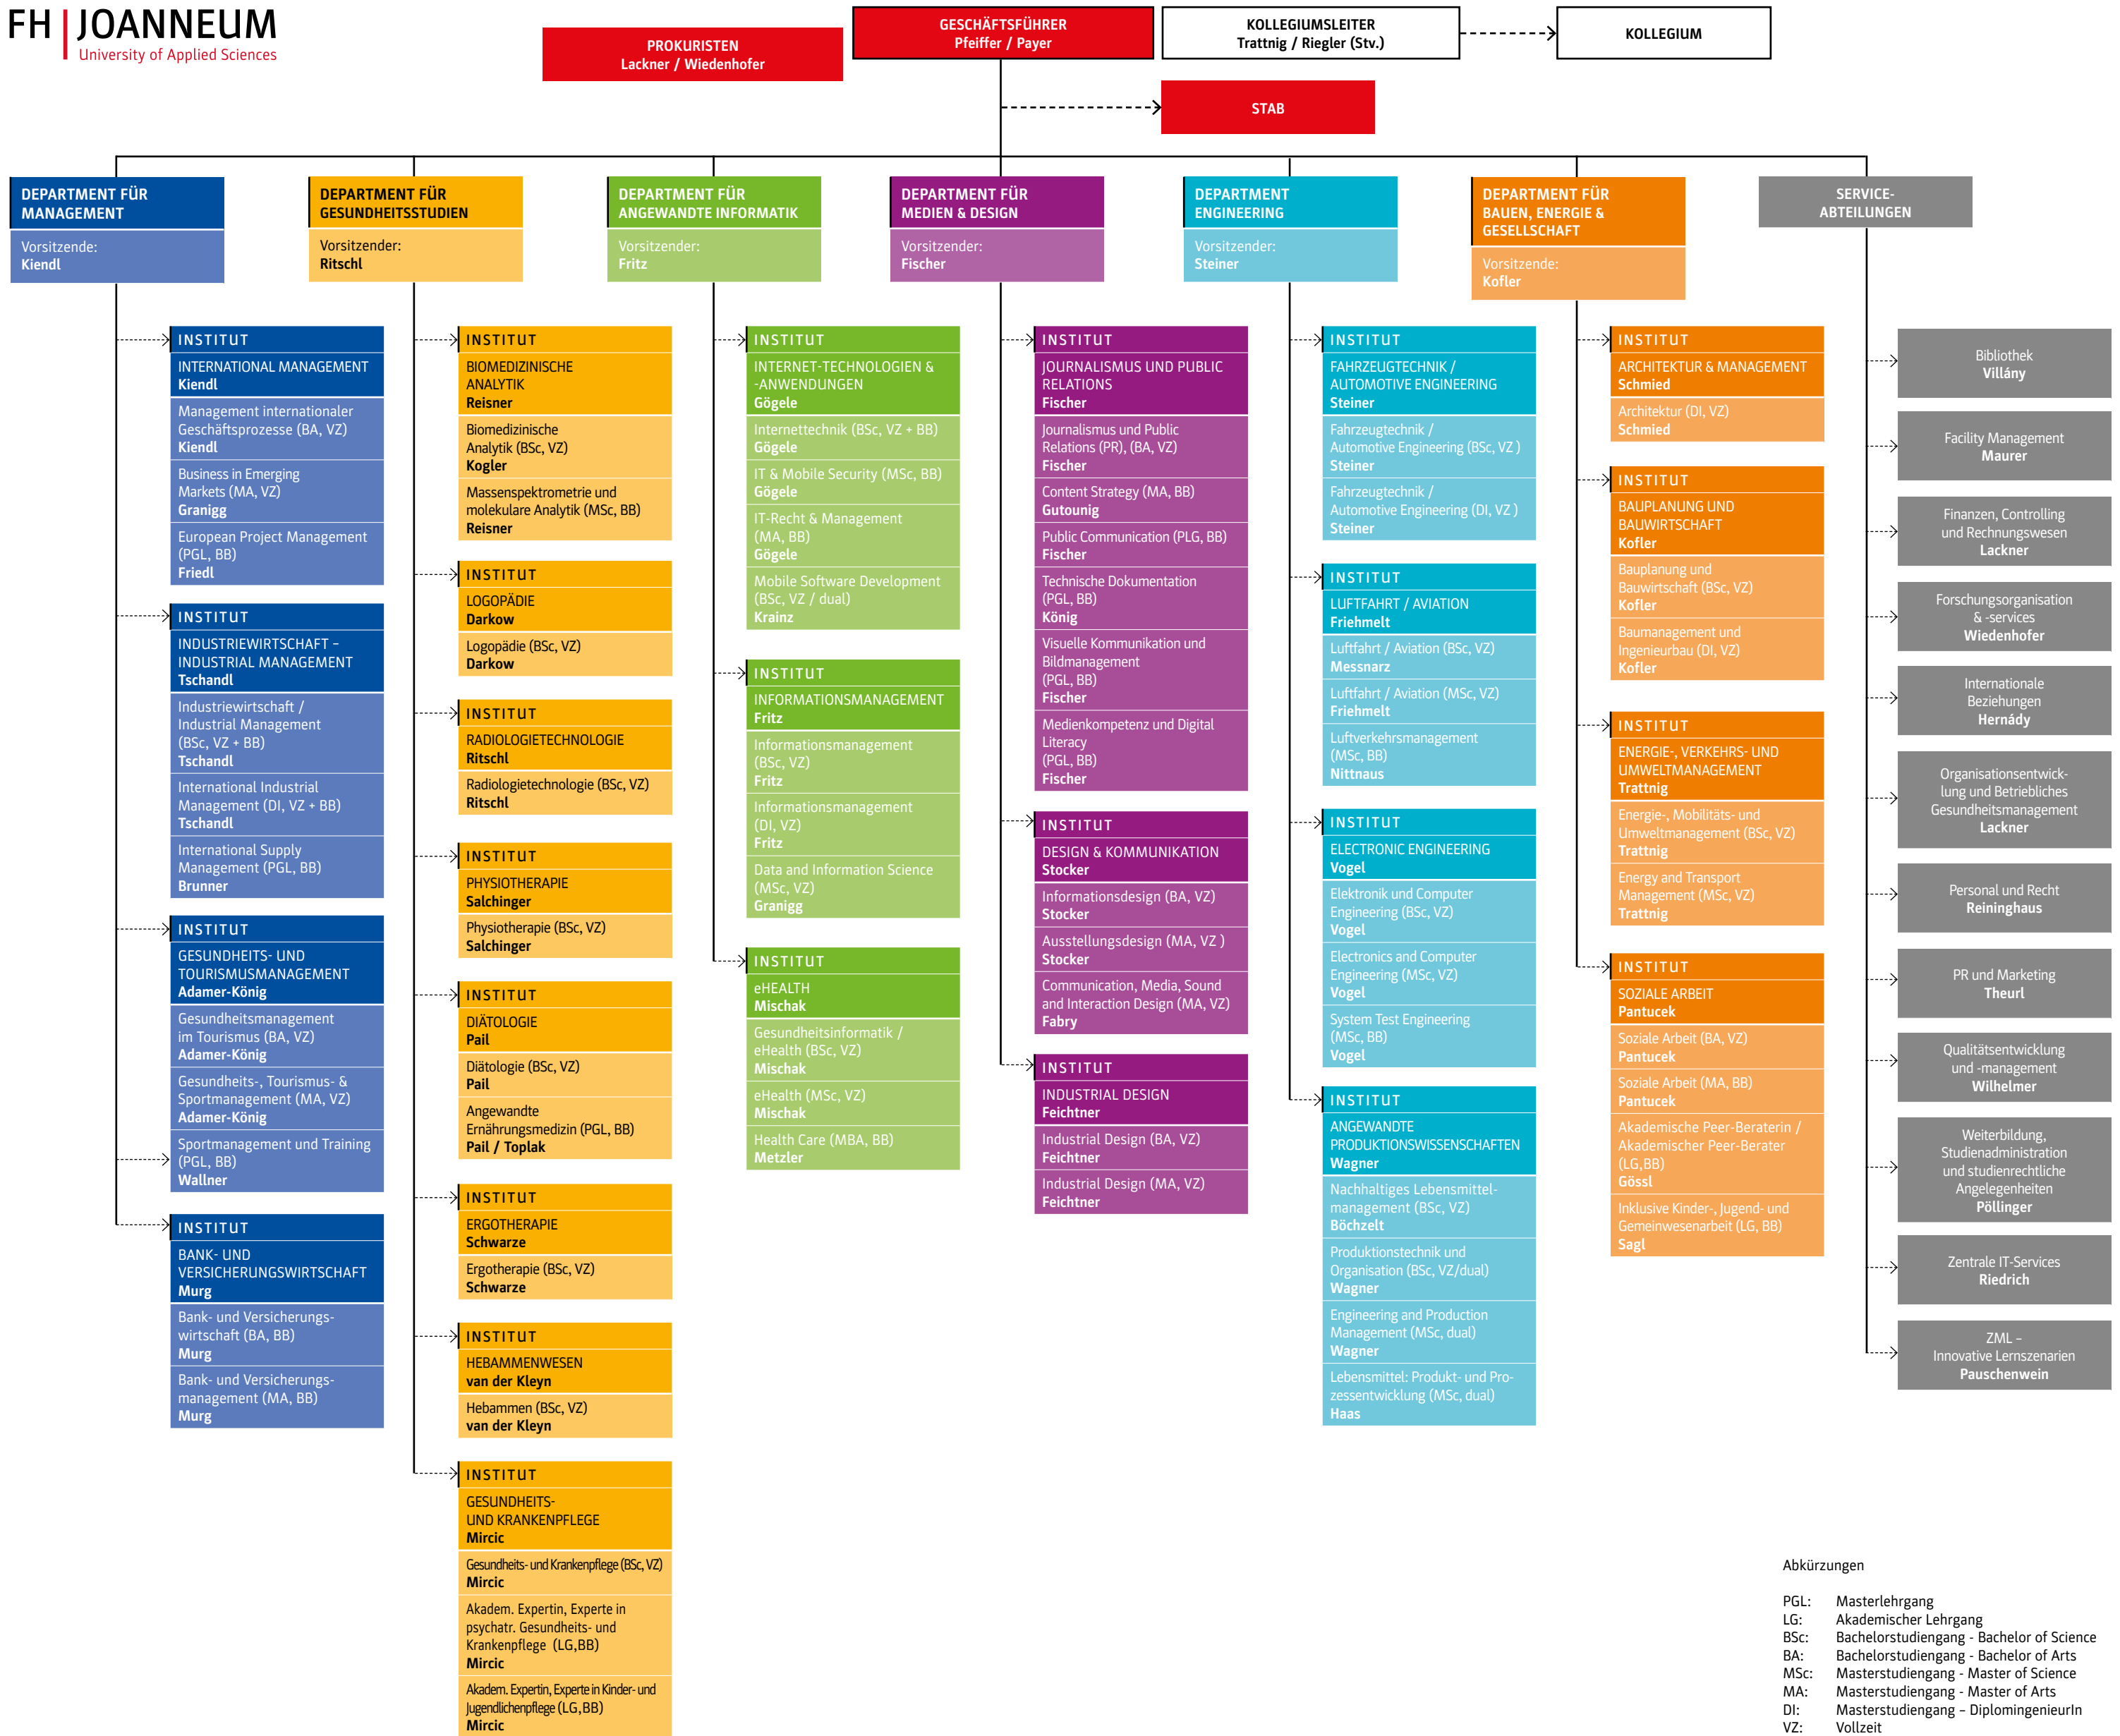 FH | JOANNEUM
University of Applied Sciences
PROKURISTEN
Lackner / Wiedenhofer
GESCHÄFTSFÜHRER
Pfeiffer / Payer
KOLLEGIUMSLEITER
Trattnig / Riegler (Stv.)
KOLLEGIUM
STAB
DEPARTMENT FÜR
MANAGEMENT
Vorsitzende:
Kiendl
INSTITUT
INTERNATIONAL MANAGEMENT
Kiendl
Management internationaler
Geschäftsprozesse (BA, VZ)
Kiendl
Business in Emerging
Markets (MA, VZ)
Granigg
European Project Management
(PGL, BB)
Friedl
INSTITUT
INDUSTRIEWIRTSCHAFT –
INDUSTRIAL MANAGEMENT
Tschandl
Industriewirtschaft /
Industrial Management
(BSc, VZ + BB)
Tschandl
International Industrial
Management (DI, VZ + BB)
Tschandl
International Supply
Management (PGL, BB)
Brunner
INSTITUT
GESUNDHEITS- UND
TOURISMUSMANAGEMENT
Adamer-König
Gesundheitsmanagement
im Tourismus (BA, VZ)
Adamer-König
Gesundheits-, Tourismus- &
Sportmanagement (MA, VZ)
Adamer-König
Sportmanagement und Training
(PGL, BB)
Wallner
INSTITUT
BANK- UND
VERSICHERUNGSWIRTSCHAFT
Murg
Bank- und Versicherungs-
wirtschaft (BA, BB)
Murg
Bank- und Versicherungs-
management (MA, BB)
Murg
DEPARTMENT FÜR
GESUNDHEITSSTUDIEN
Vorsitzender:
Ritschl
INSTITUT
BIOMEDIZINISCHE
ANALYTIK
Reisner
Biomedizinische
Analytik (BSc, VZ)
Kogler
Massenspektrometrie und
molekulare Analytik (MSc, BB)
Reisner
INSTITUT
LOGOPÄDIE
Darkow
Logopädie (BSc, VZ)
Darkow
INSTITUT
RADIOLOGIETECHNOLOGIE
Ritschl
Radiologietechnologie (BSc, VZ)
Ritschl
INSTITUT
PHYSIOTHERAPIE
Salchinger
Physiotherapie (BSc, VZ)
Salchinger
INSTITUT
DIÄTOLOGIE
Pail
Diätologie (BSc, VZ)
Pail
Angewandte
Ernährungsmedizin (PGL, BB)
Pail / Toplak
INSTITUT
ERGOTHERAPIE
Schwarze
Ergotherapie (BSc, VZ)
Schwarze
INSTITUT
HEBAMMENWESEN
van der Kleyn
Hebammen (BSc, VZ)
van der Kleyn
INSTITUT
GESUNDHEITS-
UND KRANKENPFLEGE
Mircic
Gesundheits- und Krankenpflege (BSc, VZ)
Mircic
Akadem. Expertin, Experte in
psychatr. Gesundheits- und
Krankenpflege (LG,BB)
Mircic
Akadem. Expertin, Experte in Kinder- und
Jugendlichenpflege (LG,BB)
Mircic
DEPARTMENT FÜR
ANGEWANDTE INFORMATIK
Vorsitzender:
Fritz
INSTITUT
INTERNET-TECHNOLOGIEN &
-ANWENDUNGEN
Gögele
Internettechnik (BSc, VZ + BB)
Gögele
IT & Mobile Security (MSc, BB)
Gögele
IT-Recht & Management
(MA, BB)
Gögele
Mobile Software Development
(BSc, VZ / dual)
Krainz
INSTITUT
INFORMATIONSMANAGEMENT
Fritz
Informationsmanagement
(BSc, VZ)
Fritz
Informationsmanagement
(DI, VZ)
Fritz
Data and Information Science
(MSc, VZ)
Granigg
INSTITUT
eHEALTH
Mischak
Gesundheitsinformatik /
eHealth (BSc, VZ)
Mischak
eHealth (MSc, VZ)
Mischak
Health Care (MBA, BB)
Metzler
DEPARTMENT FÜR
MEDIEN & DESIGN
Vorsitzender:
Fischer
INSTITUT
JOURNALISMUS UND PUBLIC
RELATIONS
Fischer
Journalismus und Public
Relations (PR), (BA, VZ)
Fischer
Content Strategy (MA, BB)
Gutounig
Public Communication (PLG, BB)
Fischer
Technische Dokumentation
(PGL, BB)
König
Visuelle Kommunikation und
Bildmanagement
(PGL, BB)
Fischer
Medienkompetenz und Digital
Literacy
(PGL, BB)
Fischer
INSTITUT
DESIGN & KOMMUNIKATION
Stocker
Informationsdesign (BA, VZ)
Stocker
Ausstellungsdesign (MA, VZ )
Stocker
Communication, Media, Sound
and Interaction Design (MA, VZ)
Fabry
INSTITUT
INDUSTRIAL DESIGN
Feichtner
Industrial Design (BA, VZ)
Feichtner
Industrial Design (MA, VZ)
Feichtner
DEPARTMENT
ENGINEERING
Vorsitzender:
Steiner
INSTITUT
FAHRZEUGTECHNIK /
AUTOMOTIVE ENGINEERING
Steiner
Fahrzeugtechnik /
Automotive Engineering (BSc, VZ )
Steiner
Fahrzeugtechnik /
Automotive Engineering (DI, VZ )
Steiner
INSTITUT
LUFTFAHRT / AVIATION
Friehmelt
Luftfahrt / Aviation (BSc, VZ)
Messnarz
Luftfahrt / Aviation (MSc, VZ)
Friehmelt
Luftverkehrsmanagement
(MSc, BB)
Nittnaus
INSTITUT
ELECTRONIC ENGINEERING
Vogel
Elektronik und Computer
Engineering (BSc, VZ)
Vogel
Electronics and Computer
Engineering (MSc, VZ)
Vogel
System Test Engineering
(MSc, BB)
Vogel
INSTITUT
ANGEWANDTE
PRODUKTIONSWISSENSCHAFTEN
Wagner
Nachhaltiges Lebensmittel-
management (BSc, VZ)
Böchzelt
Produktionstechnik und
Organisation (BSc, VZ/dual)
Wagner
Engineering and Production
Management (MSc, dual)
Wagner
Lebensmittel: Produkt- und Pro-
zessentwicklung (MSc, dual)
Haas
DEPARTMENT FÜR
BAUEN, ENERGIE &
GESELLSCHAFT
Vorsitzende:
Kofler
INSTITUT
ARCHITEKTUR & MANAGEMENT
Schmied
Architektur (DI, VZ)
Schmied
INSTITUT
BAUPLANUNG UND
BAUWIRTSCHAFT
Kofler
Bauplanung und
Bauwirtschaft (BSc, VZ)
Kofler
Baumanagement und
Ingenieurbau (DI, VZ)
Kofler
INSTITUT
ENERGIE-, VERKEHRS- UND
UMWELTMANAGEMENT
Trattnig
Energie-, Mobilitäts- und
Umweltmanagement (BSc, VZ)
Trattnig
Energy and Transport
Management (MSc, VZ)
Trattnig
INSTITUT
SOZIALE ARBEIT
Pantucek
Soziale Arbeit (BA, VZ)
Pantucek
Soziale Arbeit (MA, BB)
Pantucek
Akademische Peer-Beraterin /
Akademischer Peer-Berater
(LG,BB)
Gössl
Inklusive Kinder-, Jugend- und
Gemeinwesenarbeit (LG, BB)
Sagl
SERVICE-
ABTEILUNGEN
Bibliothek
Villány
Facility Management
Maurer
Finanzen, Controlling
und Rechnungswesen
Lackner
Forschungsorganisation
& -services
Wiedenhofer
Internationale
Beziehungen
Hernády
Organisationsentwick-
lung und Betriebliches
Gesundheitsmanagement
Lackner
Personal und Recht
Reininghaus
PR und Marketing
Theurl
Qualitätsentwicklung
und -management
Wilhelmer
Weiterbildung,
Studienadministration
und studienrechtliche
Angelegenheiten
Pöllinger
Zentrale IT-Services
Riedrich
ZML –
Innovative Lernszenarien
Pauschenwein
Abkürzungen
PGL: Masterlehrgang
LG: Akademischer Lehrgang
BSc: Bachelorstudiengang - Bachelor of Science
BA: Bachelorstudiengang - Bachelor of Arts
MSc: Masterstudiengang - Master of Science
MA: Masterstudiengang - Master of Arts
DI: Masterstudiengang – DiplomingenieurIn
VZ: Vollzeit